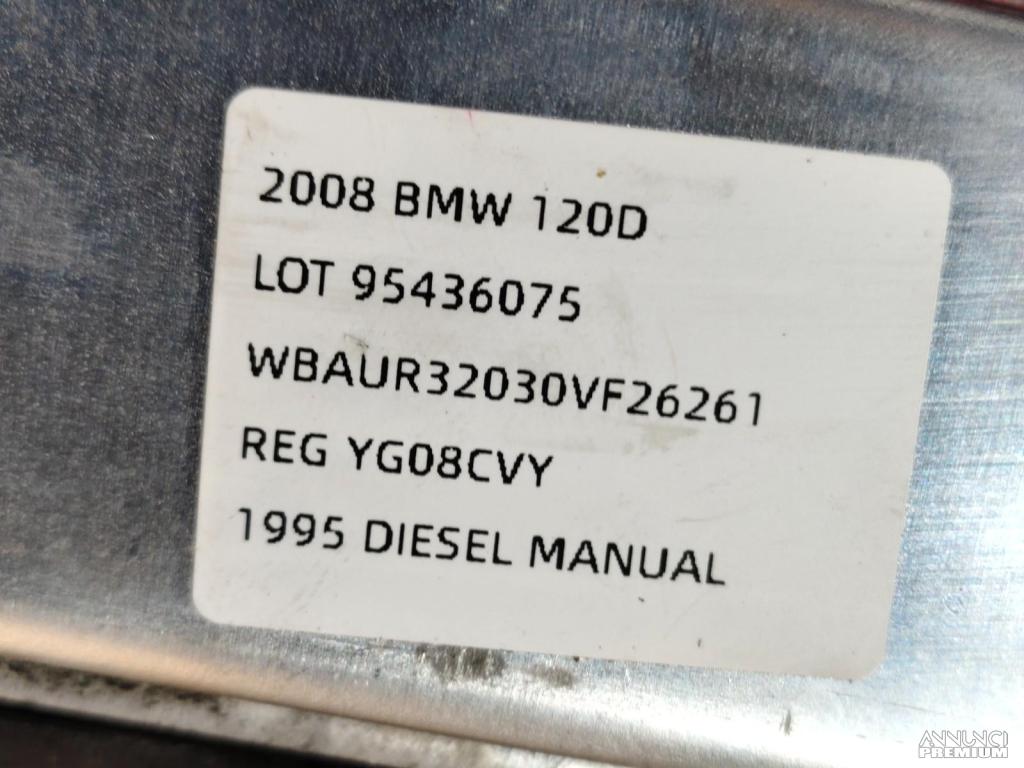 2008 BMW 120D
LOT 95436075
WBAUR32030VF26261
REG YG08CVY
1995 DIESEL MANUAL
ANNUNCI
PREMIUM